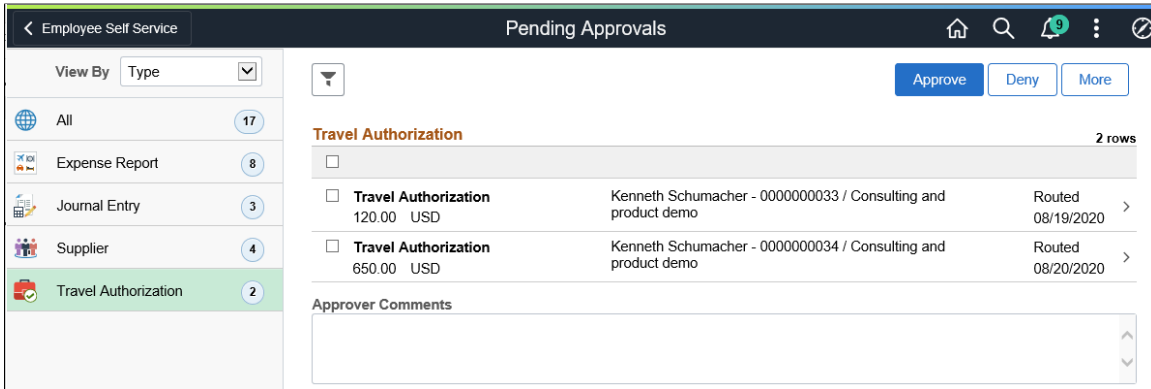 Employee Self Service
Pending Approvals
9
View By Type
Approve
Deny
More
All 17
Expense Report 8
Journal Entry 3
Supplier 4
Travel Authorization 2
Travel Authorization
2 rows
Travel Authorization
Kenneth Schumacher - 0000000033 / Consulting and
product demo
Routed
120.00 USD
08/19/2020
Travel Authorization
Kenneth Schumacher - 0000000034 / Consulting and
product demo
Routed
650.00 USD
08/20/2020
Approver Comments